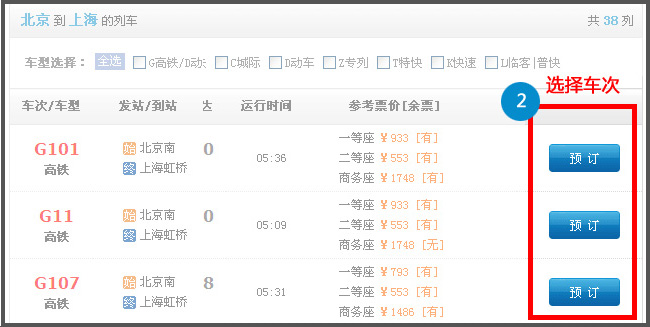 北京 到 上海 的列车 共 38 列
车型选择： 全选 G高铁/D动 C城际 D动车 Z专列 T特快 K快速 L临客|普快
选择车次
2
车次/车型 发站/到站 运行时间 参考票价[余票]
一等座 ¥933 [有]
G101 始 北京南 0 05:36 二等座 ¥553 [有] 预 订
高铁 终 上海虹桥 商务座 ¥1748 [有]
一等座 ¥933 [有]
G11 始 北京南 0 05:09 二等座 ¥553 [有] 预 订
高铁 终 上海虹桥 商务座 ¥1748 [无]
一等座 ¥793 [有]
G107 始 北京南 8 05:31 二等座 ¥553 [有] 预 订
高铁 终 上海虹桥 商务座 ¥1486 [有]